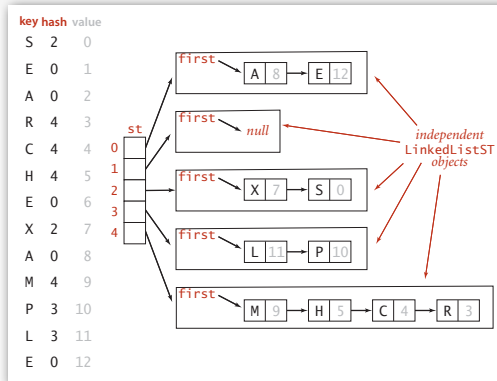 key hash value
S 2 0
E 0 1
A 0 2
R 4 3
C 4 4
H 4 5
E 0 6
X 2 7
A 0 8
M 4 9
P 3 10
L 3 11
E 0 12
st
0
1
2
3
4
first
A 8 E 12
first
null
first
X 7 S 0
first
L 11 P 10
first
M 9 H 5 C 4 R 3
independent
LinkedListST
objects